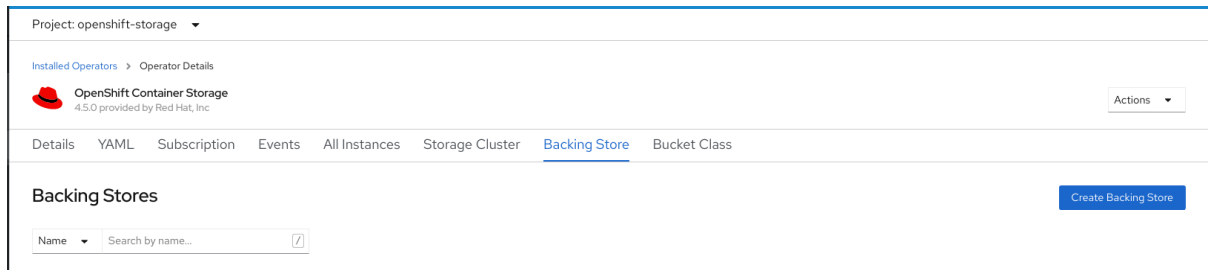 Project: openshift-storage
Installed Operators > Operator Details
OpenShift Container Storage
4.5.0 provided by Red Hat, Inc
Actions
Details YAML Subscription Events All Instances Storage Cluster Backing Store Bucket Class
Backing Stores
Create Backing Store
Name Search by name... /